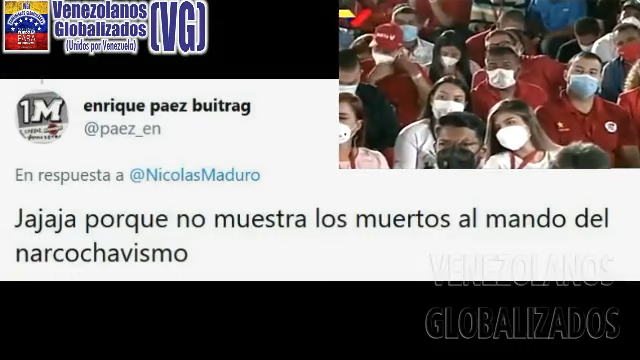 Venezolanos
Globalizados
(Unidos por Venezuela)
(VG)
1M
enrique paez buitrag
@paez_en
En respuesta a @NicolasMaduro
Jajaja porque no muestra los muertos al mando del
narcochavismo
VENEZOLANOS
GLOBALIZADOS